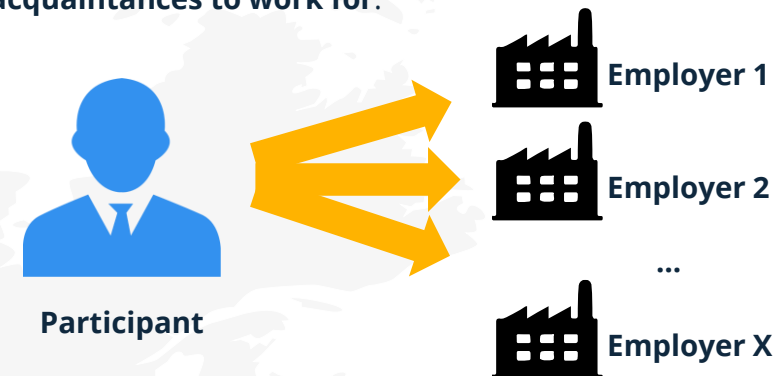 acquaintances to work for.
Employer 1
Employer 2
...
Participant
Employer X